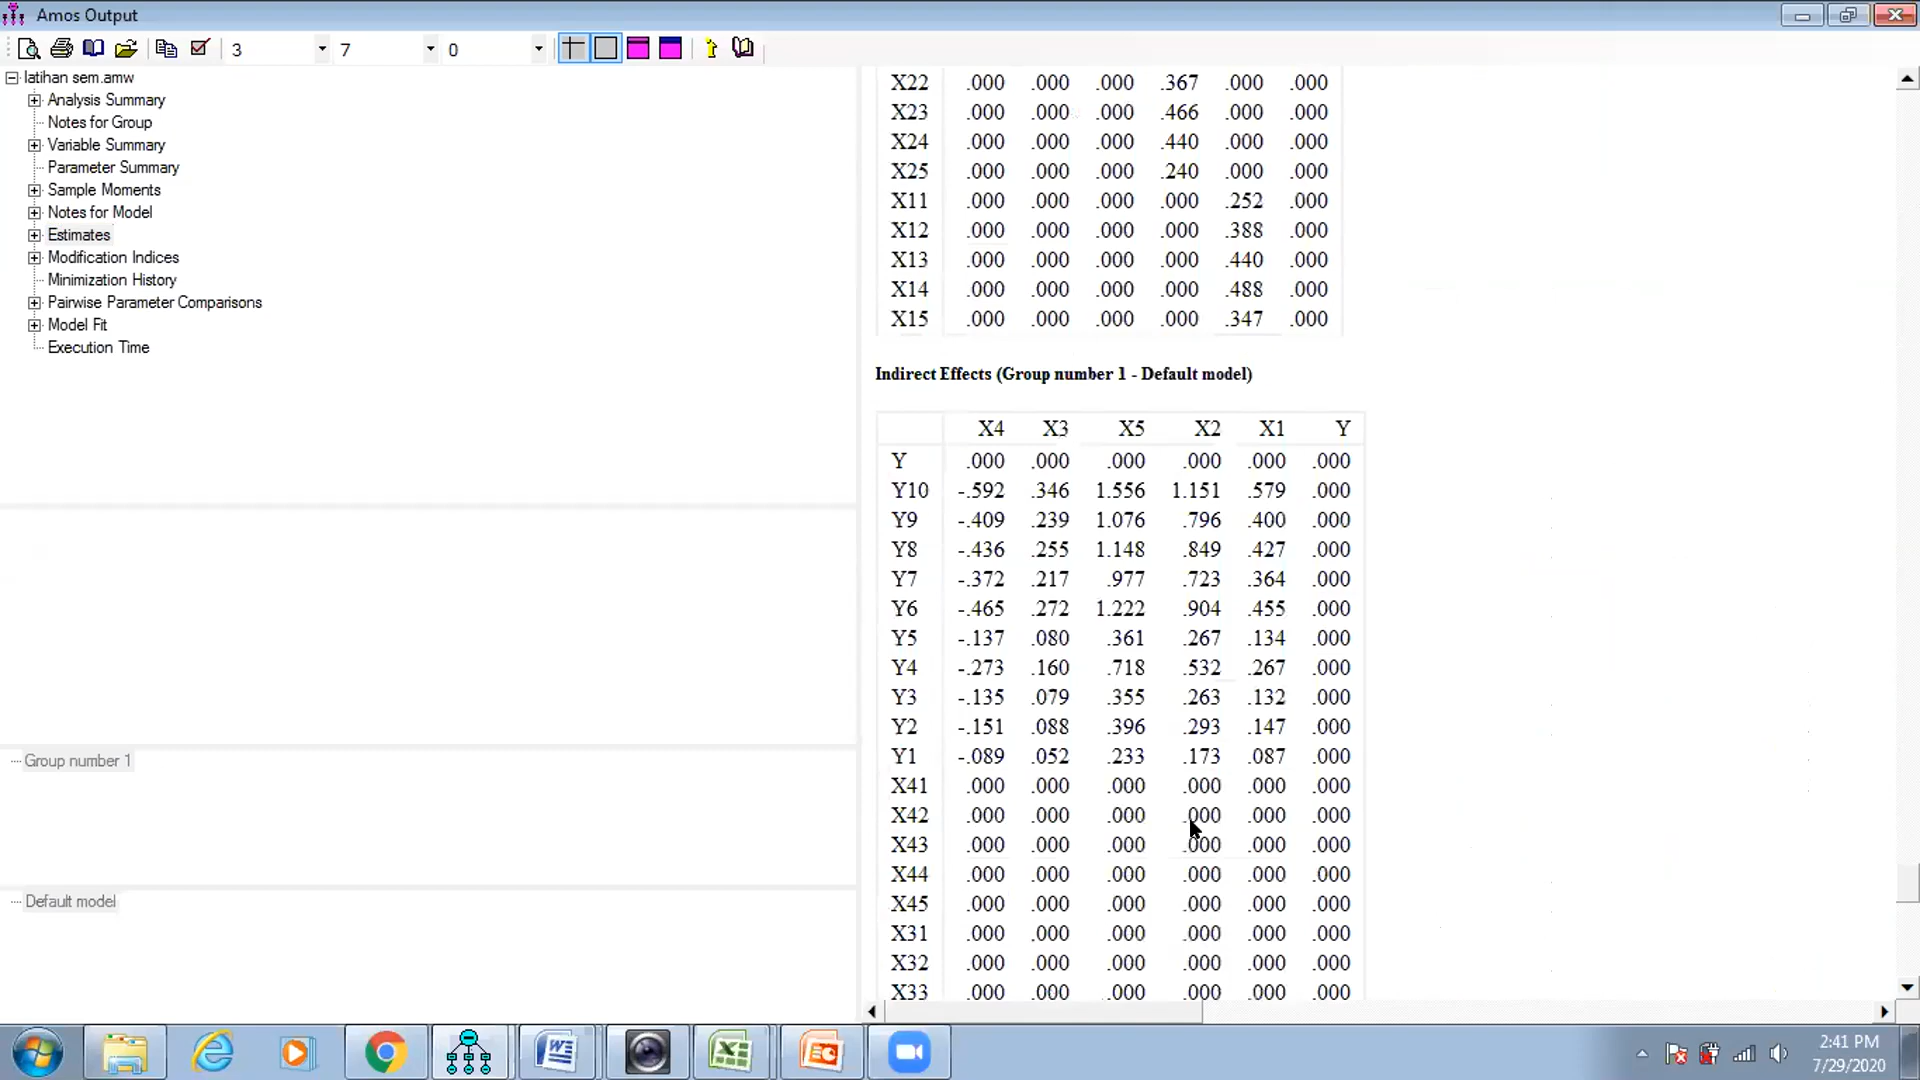 Amos Output
3 7 0
latihan sem.amw
Analysis Summary
Notes for Group
Variable Summary
Parameter Summary
Sample Moments
Notes for Model
Estimates
Modification Indices
Minimization History
Pairwise Parameter Comparisons
Model Fit
Execution Time
Group number 1
Default model
X22 .000 .000 .000 .367 .000 .000
X23 .000 .000 .000 .466 .000 .000
X24 .000 .000 .000 .440 .000 .000
X25 .000 .000 .000 .240 .000 .000
X11 .000 .000 .000 .000 .252 .000
X12 .000 .000 .000 .000 .388 .000
X13 .000 .000 .000 .000 .440 .000
X14 .000 .000 .000 .000 .488 .000
X15 .000 .000 .000 .000 .347 .000
Indirect Effects (Group number 1 - Default model)
X4 X3 X5 X2 X1 Y
Y .000 .000 .000 .000 .000 .000
Y10 -.592 .346 1.556 1.151 .579 .000
Y9 -.409 .239 1.076 .796 .400 .000
Y8 -.436 .255 1.148 .849 .427 .000
Y7 -.372 .217 .977 .723 .364 .000
Y6 -.465 .272 1.222 .904 .455 .000
Y5 -.137 .080 .361 .267 .134 .000
Y4 -.273 .160 .718 .532 .267 .000
Y3 -.135 .079 .355 .263 .132 .000
Y2 -.151 .088 .396 .293 .147 .000
Y1 -.089 .052 .233 .173 .087 .000
X41 .000 .000 .000 .000 .000 .000
X42 .000 .000 .000 .000 .000 .000
X43 .000 .000 .000 .000 .000 .000
X44 .000 .000 .000 .000 .000 .000
X45 .000 .000 .000 .000 .000 .000
X31 .000 .000 .000 .000 .000 .000
X32 .000 .000 .000 .000 .000 .000
X33 .000 .000 .000 .000 .000 .000
2:41 PM
7/29/2020